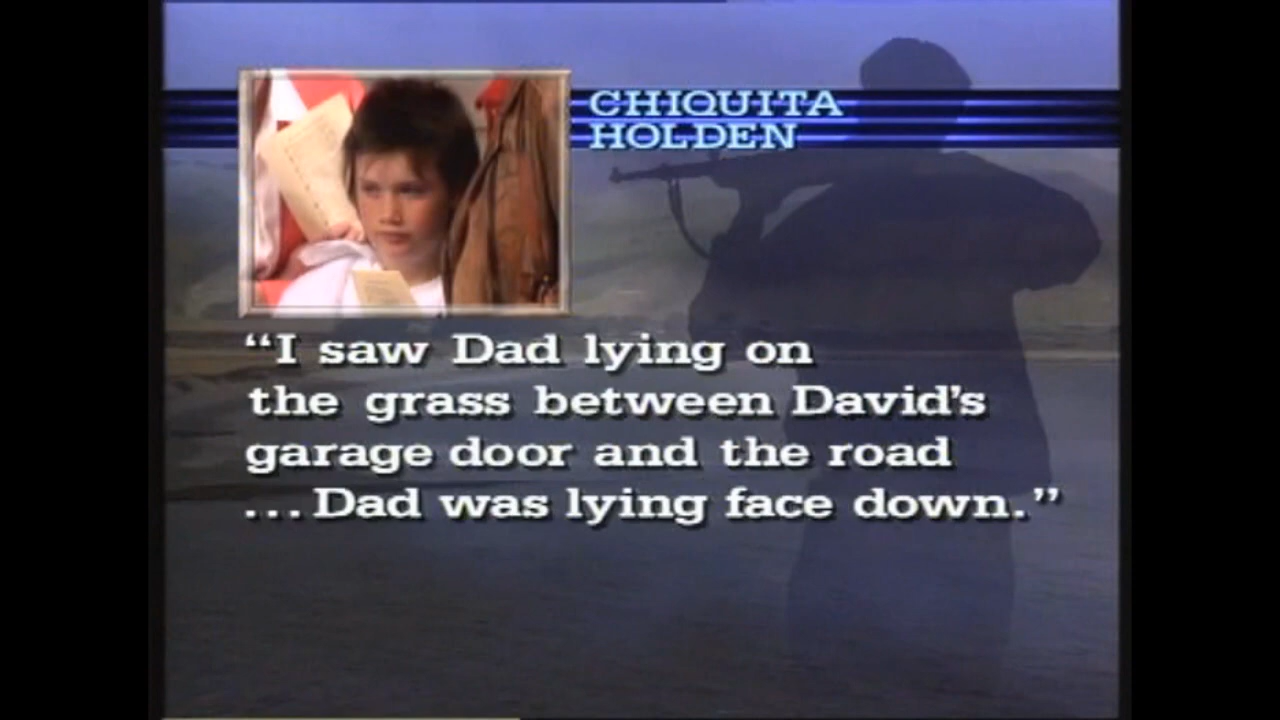 CHIQUITA
HOLDEN
“I saw Dad lying on
the grass between David’s
garage door and the road
...Dad was lying face down.”